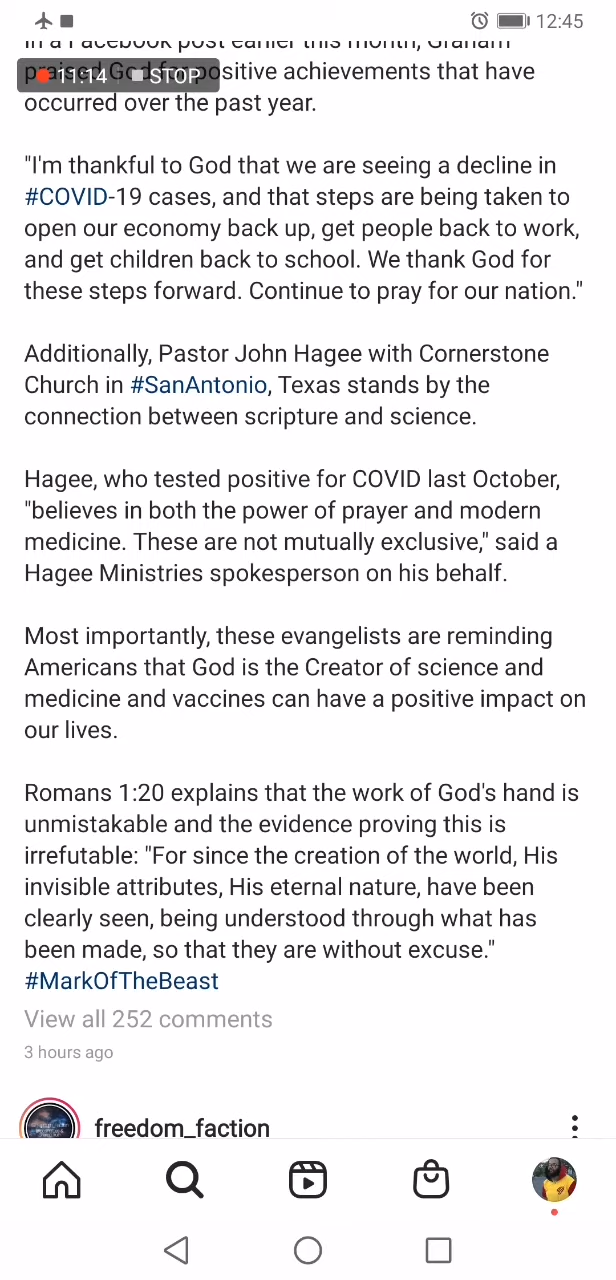 12:45
In a Facebook post earlier this month, Graham
praised God for positive achievements that have
11:14 STOP
occurred over the past year.
"I'm thankful to God that we are seeing a decline in
#COVID-19 cases, and that steps are being taken to
open our economy back up, get people back to work,
and get children back to school. We thank God for
these steps forward. Continue to pray for our nation."
Additionally, Pastor John Hagee with Cornerstone
Church in #SanAntonio, Texas stands by the
connection between scripture and science.
Hagee, who tested positive for COVID last October,
"believes in both the power of prayer and modern
medicine. These are not mutually exclusive," said a
Hagee Ministries spokesperson on his behalf.
Most importantly, these evangelists are reminding
Americans that God is the Creator of science and
medicine and vaccines can have a positive impact on
our lives.
Romans 1:20 explains that the work of God's hand is
unmistakable and the evidence proving this is
irrefutable: "For since the creation of the world, His
invisible attributes, His eternal nature, have been
clearly seen, being understood through what has
been made, so that they are without excuse."
#MarkOfTheBeast
View all 252 comments
3 hours ago
freedom_faction